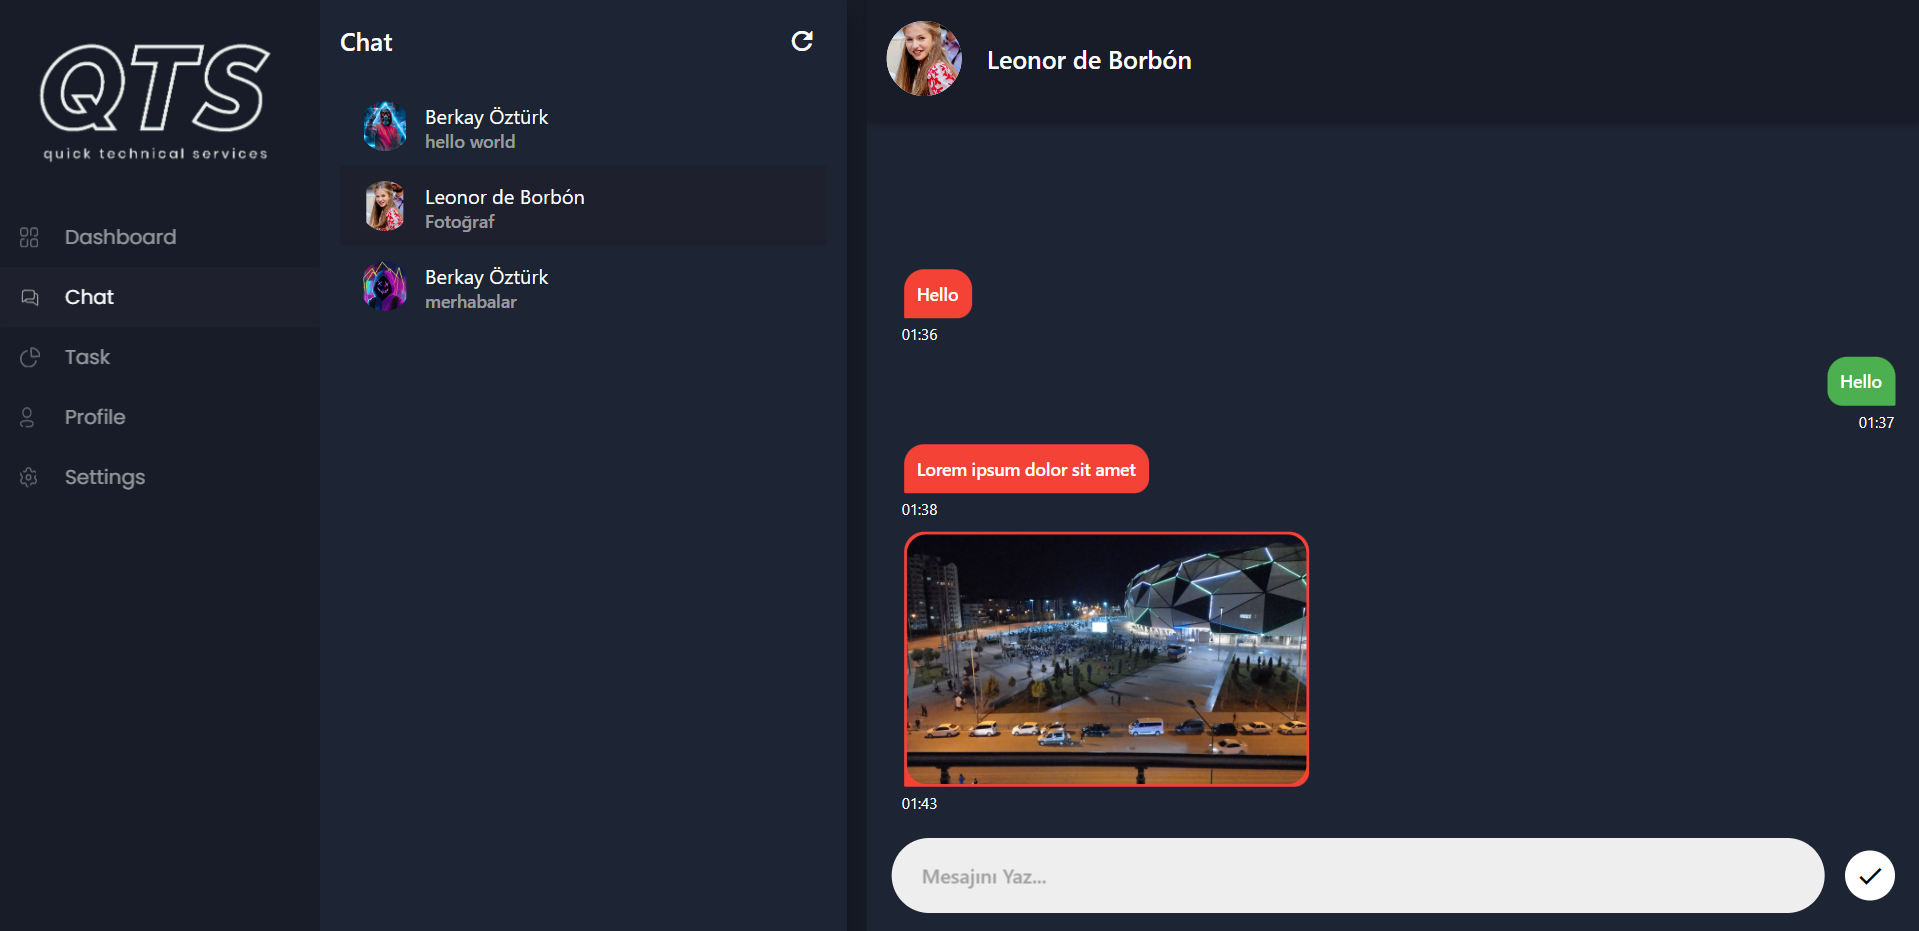 QTS
quick technical services
Dashboard
Chat
Task
Profile
Settings
Chat
Berkay Öztürk
hello world
Leonor de Borbón
Fotoğraf
Berkay Öztürk
merhabalar
Leonor de Borbón
Hello
01:36
Hello
01:37
Lorem ipsum dolor sit amet
01:38
01:43
Mesajını Yaz...